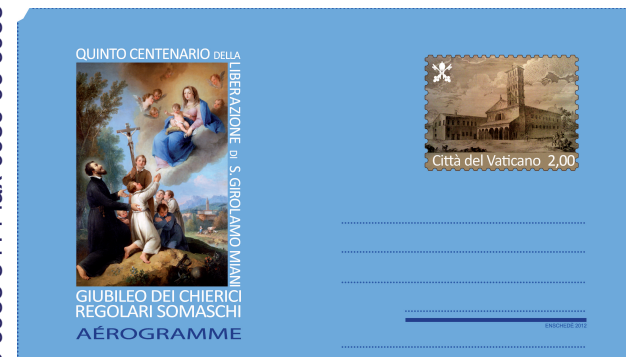 QUINTO CENTENARIO DELLA
LIBERAZIONE DI S. GIROLAMO MIANI
GIUBILEO DEI CHIERICI
REGOLARI SOMASCHI
AÉROGRAMME
Città del Vaticano 2,00
ENSCHEDÉ 2012